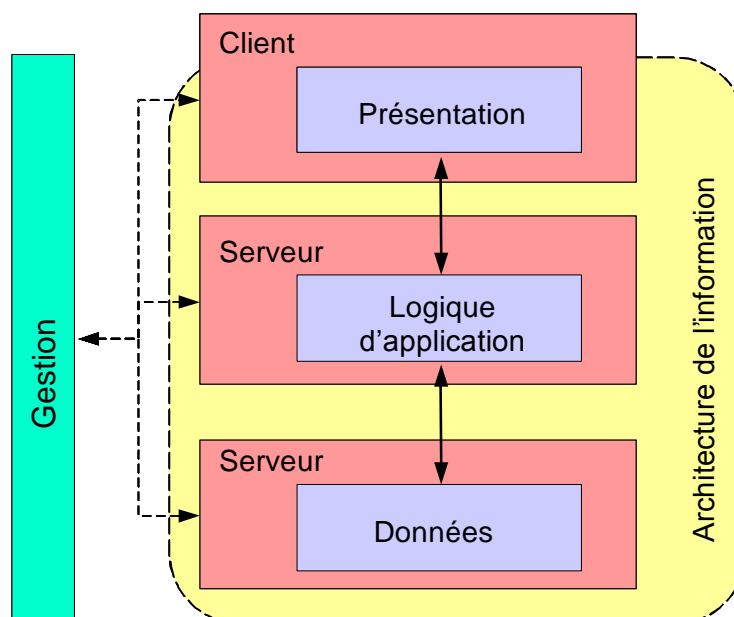 Client
Présentation
Serveur
Logique
d’application
Serveur
Données
Gestion
Architecture de l’information